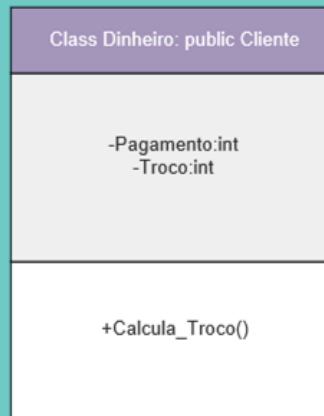 Class Dinheiro: public Cliente
-Pagamento:int
-Troco:int
+Calcula_Troco()